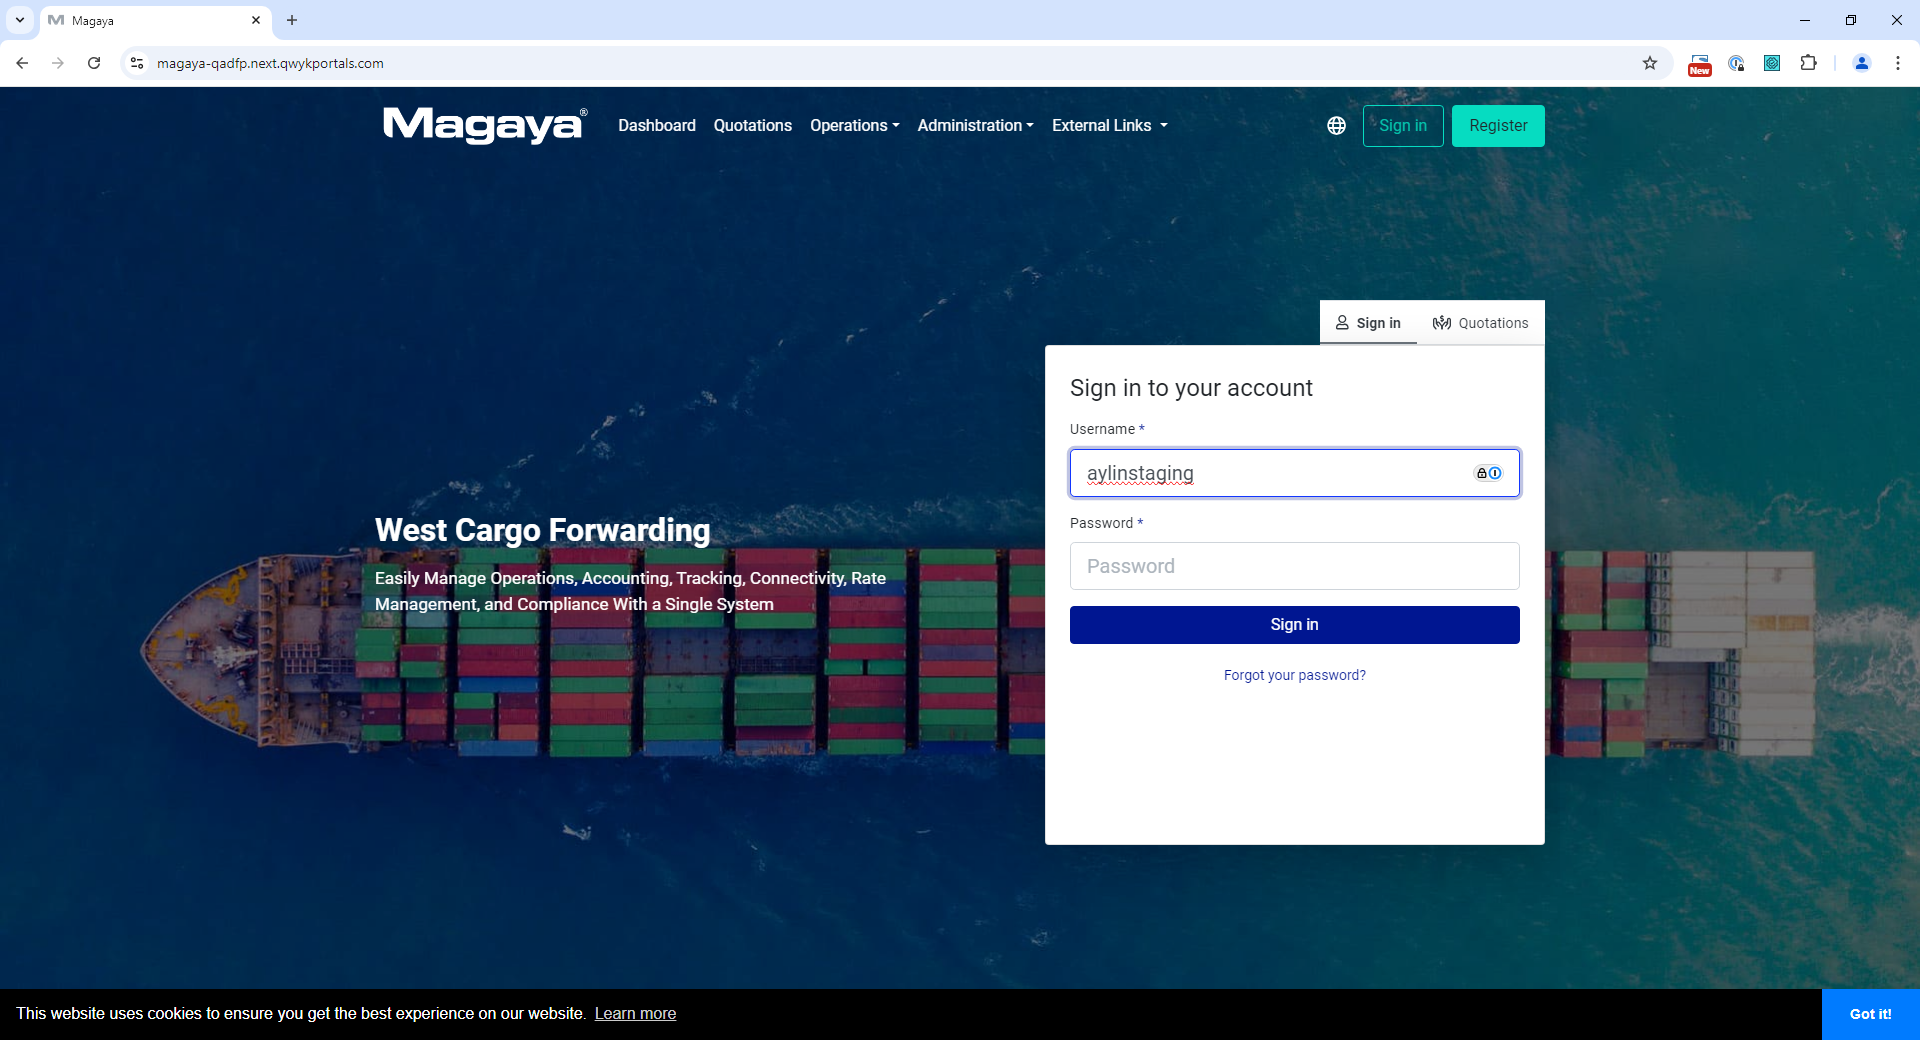 Magaya
magaya-qadfp.next.qwykportals.com
New
Magaya®
Dashboard
Quotations
Operations
Administration
External Links
Sign in
Register
Sign in
Quotations
Sign in to your account
Username *
aylinstaging
Password *
Password
Sign in
Forgot your password?
West Cargo Forwarding
Easily Manage Operations, Accounting, Tracking, Connectivity, Rate
Management, and Compliance With a Single System
This website uses cookies to ensure you get the best experience on our website. Learn more
Got it!